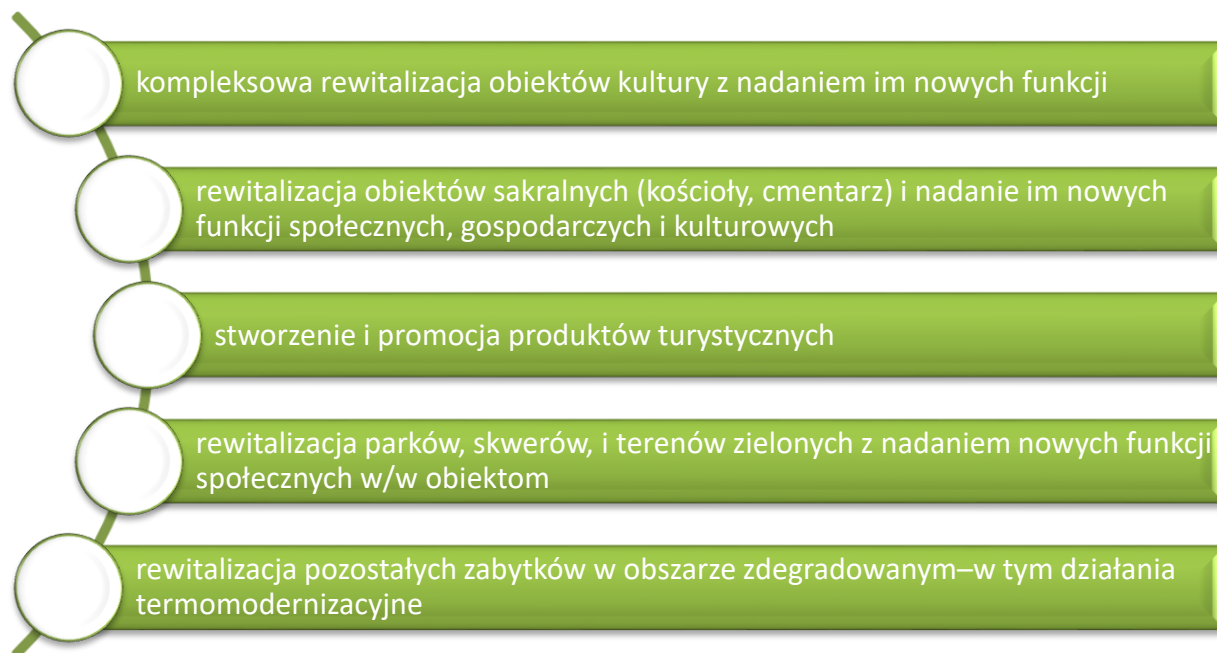 kompleksowa rewitalizacja obiektów kultury z nadaniem im nowych funkcji
rewitalizacja obiektów sakralnych (kościoły, cmentarz) i nadanie im nowych
funkcji społecznych, gospodarczych i kulturowych
stworzenie i promocja produktów turystycznych
rewitalizacja parków, skwerów, i terenów zielonych z nadaniem nowych funkcji
społecznych w/w obiektom
rewitalizacja pozostałych zabytków w obszarze zdegradowanym–w tym działania
termomodernizacyjne